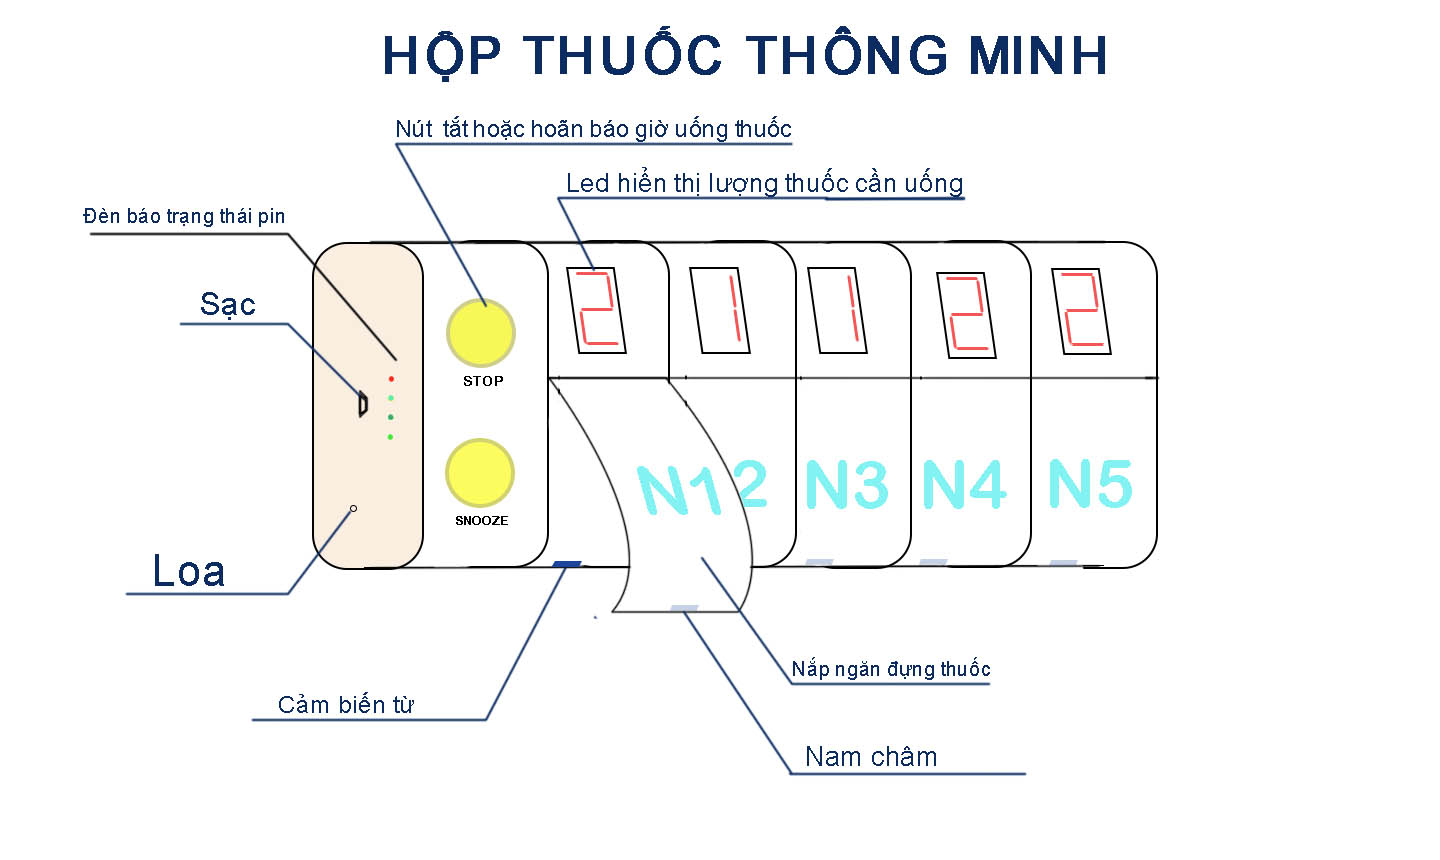 HỘP THUỐC THÔNG MINH
Nút tắt hoặc hoãn báo giờ uống thuốc
Led hiển thị lượng thuốc cần uống
Đèn báo trạng thái pin
Sạc
2 1 1 2 2
STOP
N1 2 N3 N4 N5
SNOOZE
Loa
Nắp ngăn đựng thuốc
Cảm biến từ
Nam châm